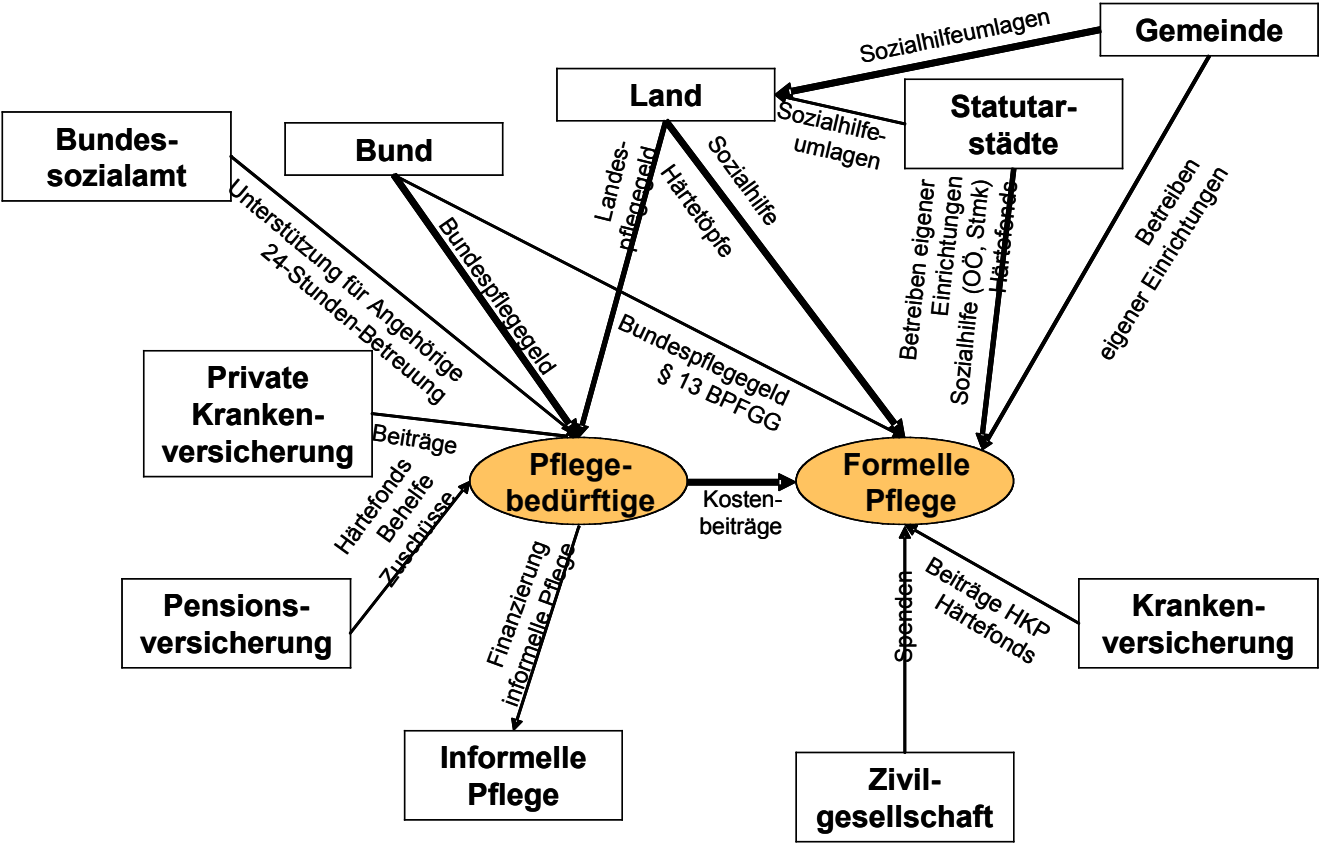 Gemeinde
Sozialhilfeumlagen
Land
Statutar-
städte
Sozialhilfe-
umlagen
Bundes-
sozialamt
Bund
Unterstützung für Angehörige
24-Stunden-Betreuung
Bundespflegegeld
Landes-
pflegegeld
Sozialhilfe
Härtetöpfe
Bundespflegegeld
§ 13 BPFGG
Betreiben eigener
Einrichtungen
Sozialhilfe (OÖ, Stmk)
Härtefonds
Betreiben
eigener Einrichtungen
Private
Kranken-
versicherung
Beiträge
Härtefonds
Behelfe
Zuschüsse
Pflege-
bedürftige
Kosten-
beiträge
Formelle
Pflege
Pensions-
versicherung
Finanzierung
informelle Pflege
Spenden
Beiträge HKP
Härtefonds
Kranken-
versicherung
Informelle
Pflege
Zivil-
gesellschaft